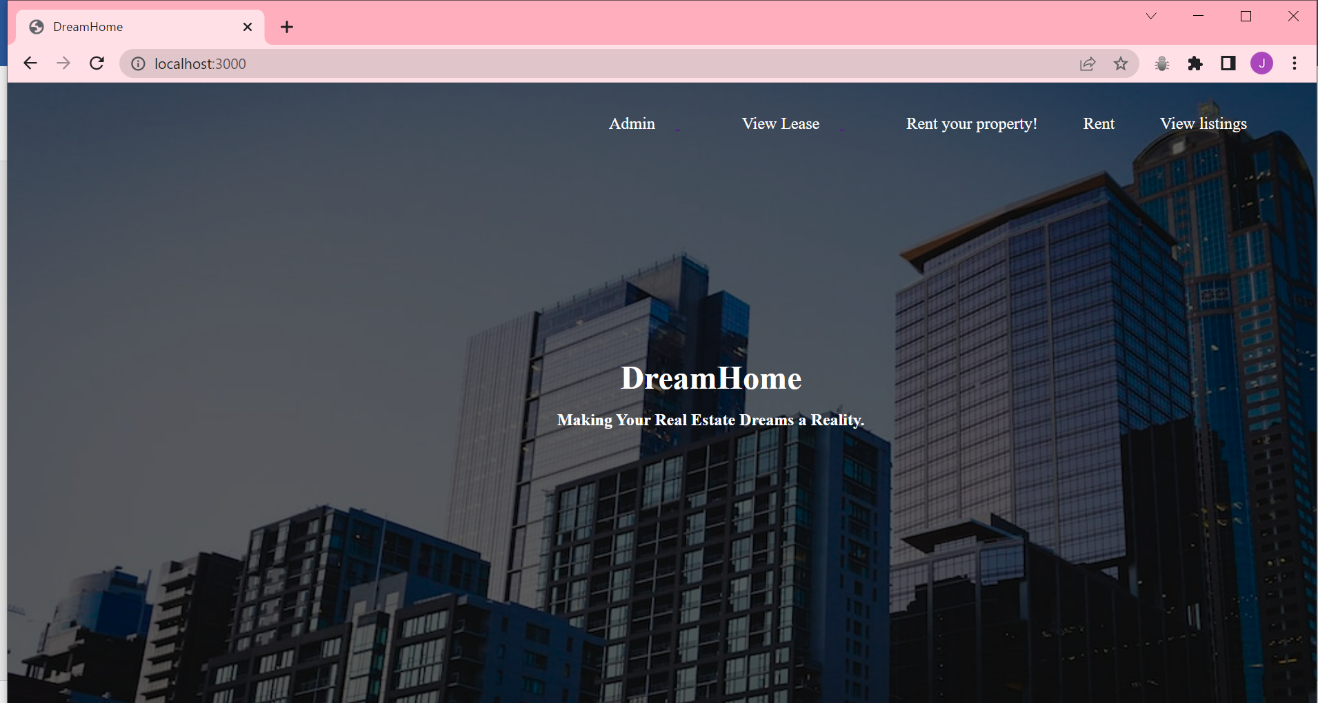 DreamHome
localhost:3000
J
Admin View Lease Rent your property! Rent View listings
DreamHome
Making Your Real Estate Dreams a Reality.